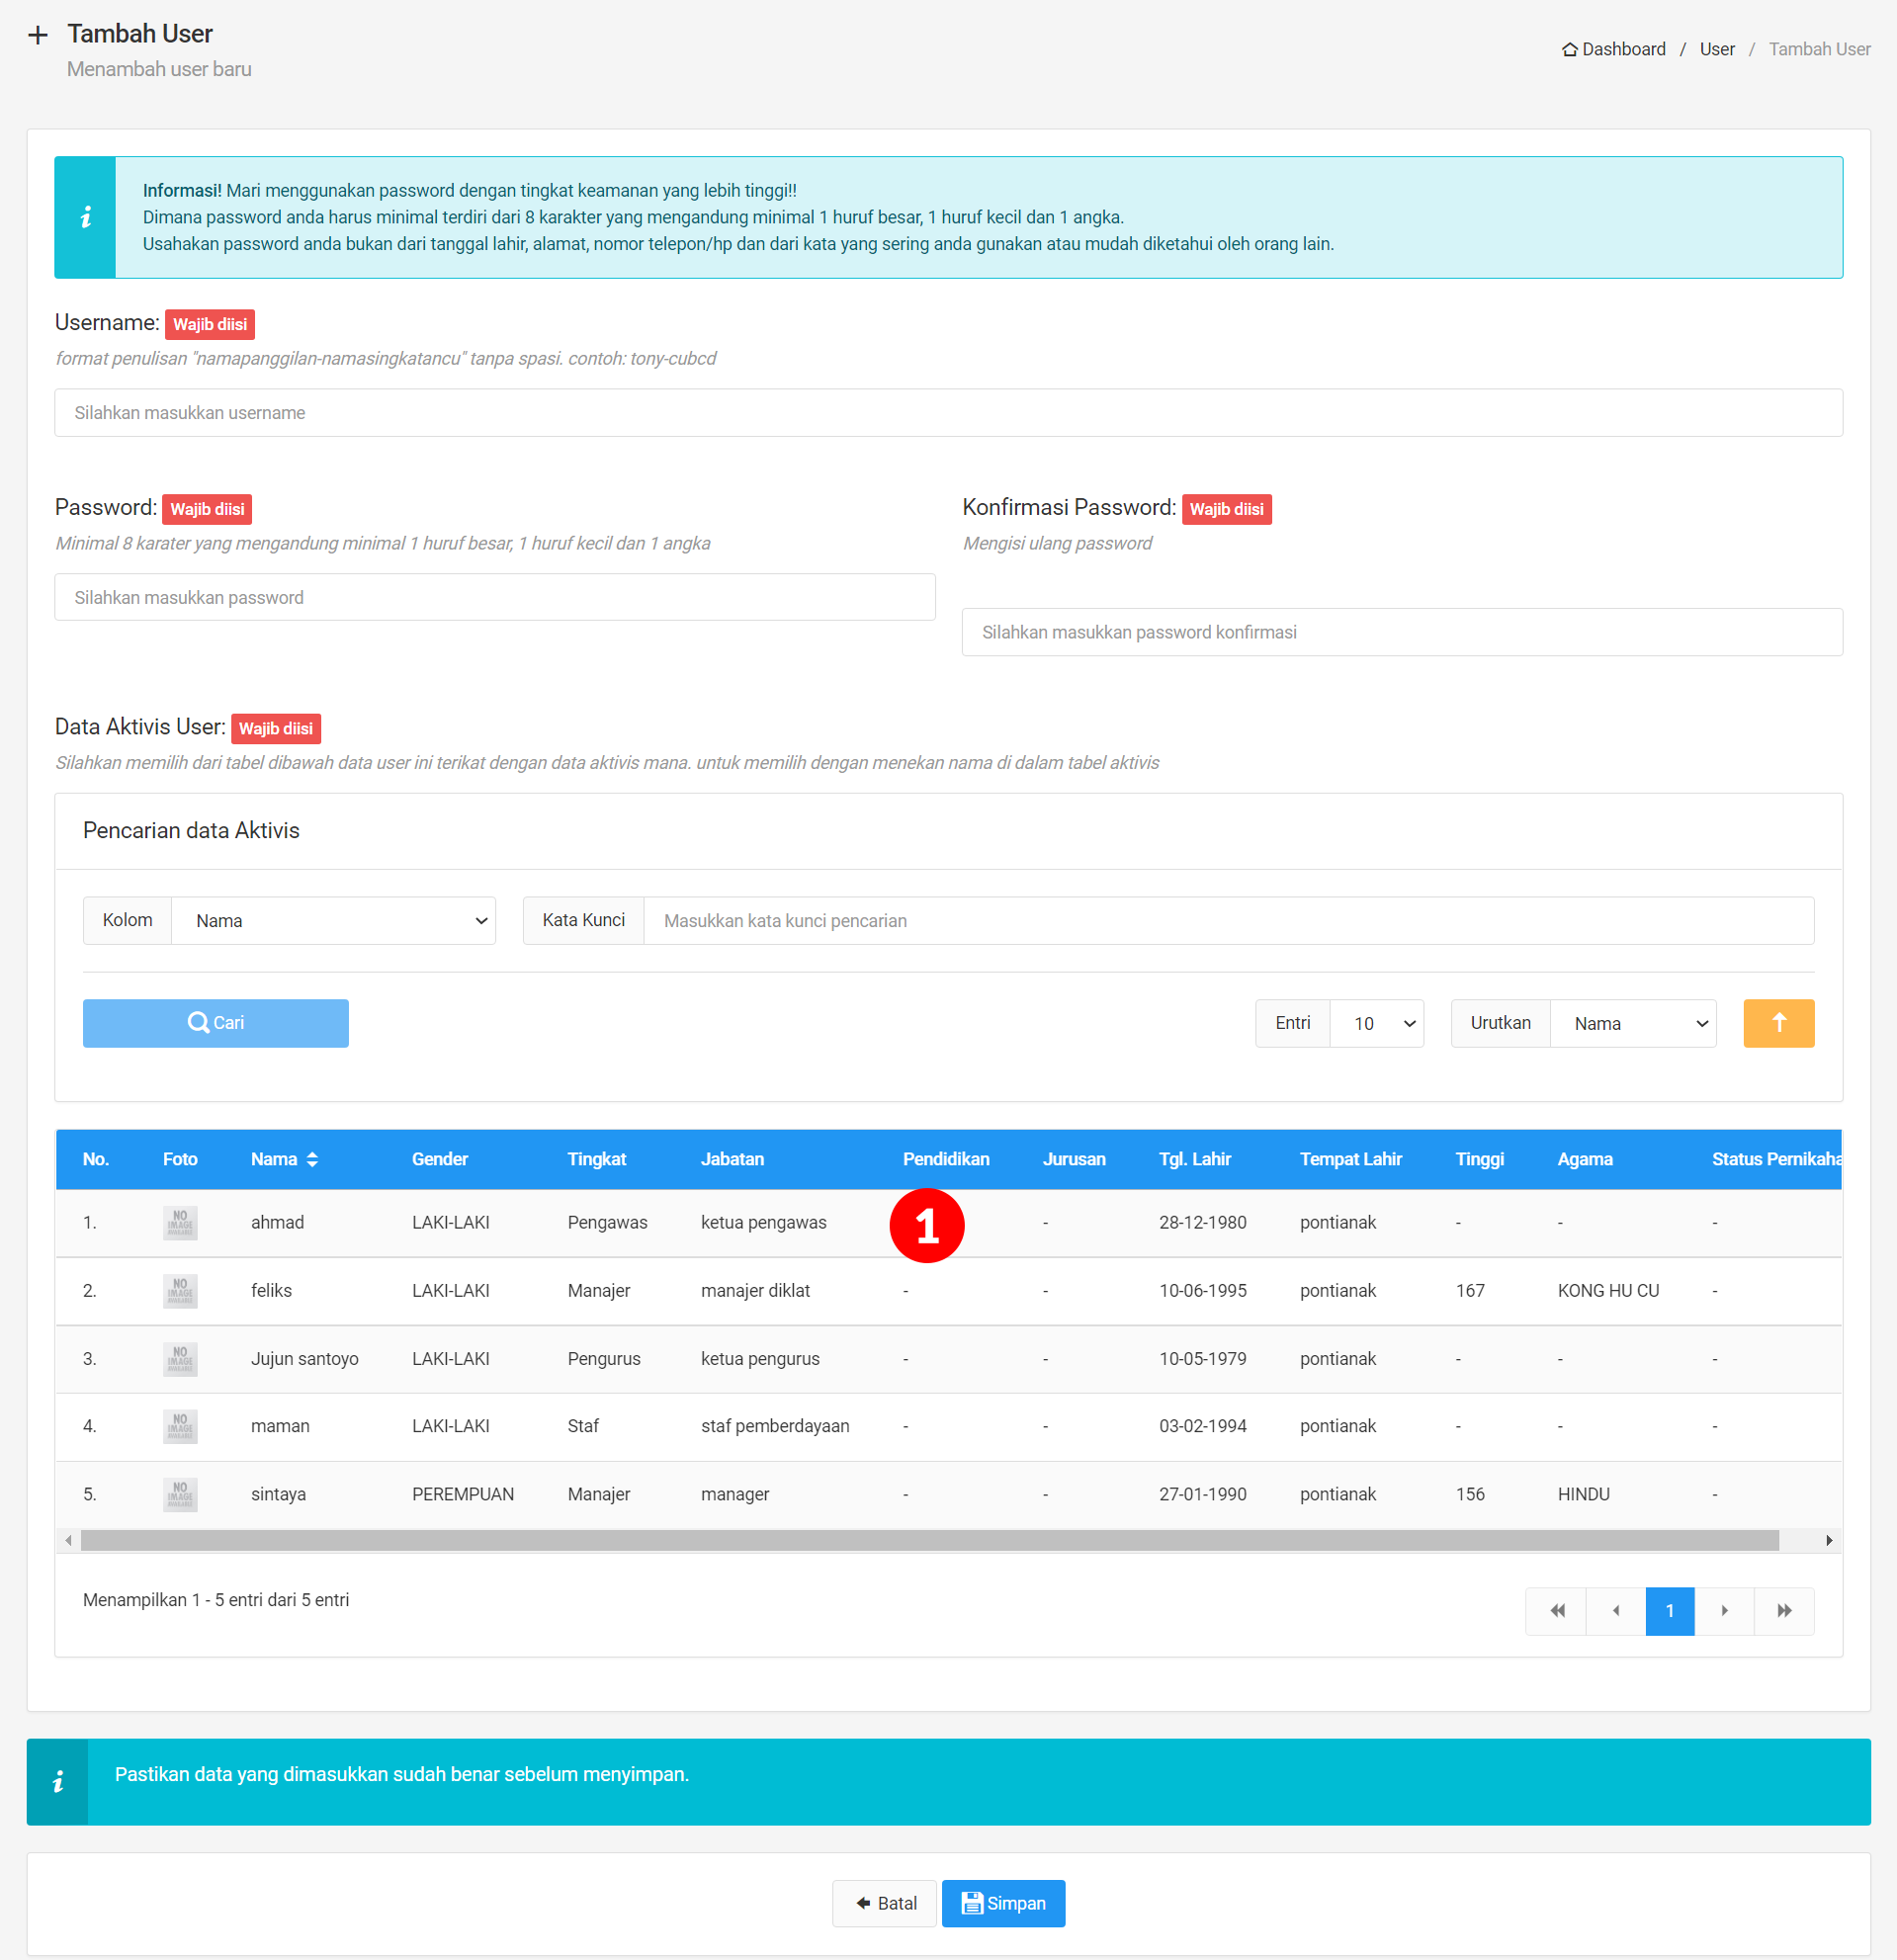 Tambah User
Menambah user baru
Dashboard / User / Tambah User
Informasi! Mari menggunakan password dengan tingkat keamanan yang lebih tinggi!!
Dimana password anda harus minimal terdiri dari 8 karakter yang mengandung minimal 1 huruf besar, 1 huruf kecil dan 1 angka.
Usahakan password anda bukan dari tanggal lahir, alamat, nomor telepon/hp dan dari kata yang sering anda gunakan atau mudah diketahui oleh orang lain.
Username: Wajib diisi
format penulisan "namapanggilan-namasingkatancu" tanpa spasi. contoh: tony-cubcd
Silahkan masukkan username
Password: Wajib diisi
Minimal 8 karater yang mengandung minimal 1 huruf besar, 1 huruf kecil dan 1 angka
Silahkan masukkan password
Konfirmasi Password: Wajib diisi
Mengisi ulang password
Silahkan masukkan password konfirmasi
Data Aktivis User: Wajib diisi
Silahkan memilih dari tabel dibawah data user ini terikat dengan data aktivis mana. untuk memilih dengan menekan nama di dalam tabel aktivis
Pencarian data Aktivis
Kolom Nama Kata Kunci Masukkan kata kunci pencarian
Cari Entri 10 Urutkan Nama
No. Foto Nama Gender Tingkat Jabatan Pendidikan Jurusan Tgl. Lahir Tempat Lahir Tinggi Agama Status Pernikaha
1. NO IMAGE AVAILABLE ahmad LAKI-LAKI Pengawas ketua pengawas 1 - 28-12-1980 pontianak - - -
2. NO IMAGE AVAILABLE feliks LAKI-LAKI Manajer manajer diklat - - 10-06-1995 pontianak 167 KONG HU CU -
3. NO IMAGE AVAILABLE Jujun santoyo LAKI-LAKI Pengurus ketua pengurus - - 10-05-1979 pontianak - - -
4. NO IMAGE AVAILABLE maman LAKI-LAKI Staf staf pemberdayaan - - 03-02-1994 pontianak - - -
5. NO IMAGE AVAILABLE sintaya PEREMPUAN Manajer manager - - 27-01-1990 pontianak 156 HINDU -
Menampilkan 1 - 5 entri dari 5 entri
1
Pastikan data yang dimasukkan sudah benar sebelum menyimpan.
Batal Simpan